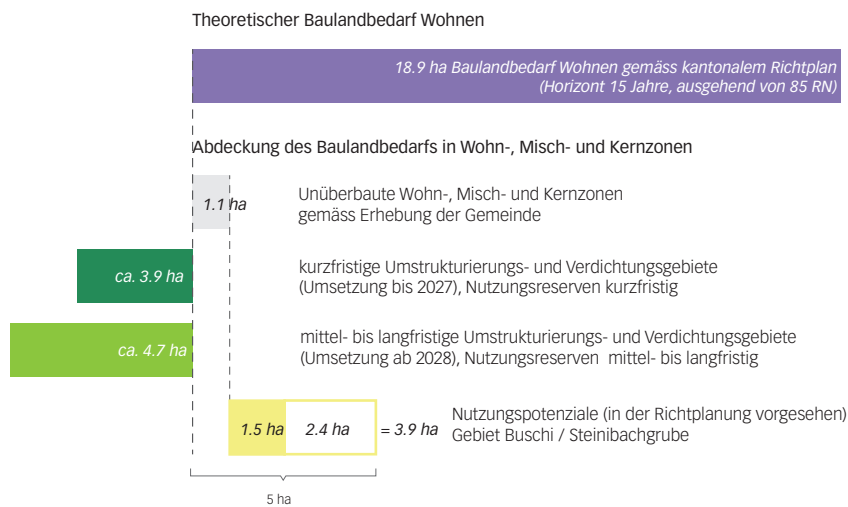 Theoretischer Baulandbedarf Wohnen
18.9 ha Baulandbedarf Wohnen gemäss kantonalem Richtplan
(Horizont 15 Jahre, ausgehend von 85 RN)
Abdeckung des Baulandbedarfs in Wohn-, Misch- und Kernzonen
1.1 ha
Unüberbaute Wohn-, Misch- und Kernzonen
gemäss Erhebung der Gemeinde
ca. 3.9 ha
kurzfristige Umstrukturierungs- und Verdichtungsgebiete
(Umsetzung bis 2027), Nutzungsreserven kurzfristig
ca. 4.7 ha
mittel- bis langfristige Umstrukturierungs- und Verdichtungsgebiete
(Umsetzung ab 2028), Nutzungsreserven mittel- bis langfristig
1.5 ha 2.4 ha = 3.9 ha
Nutzungspotenziale (in der Richtplanung vorgesehen)
Gebiet Buschi / Steinibachgrube
5 ha